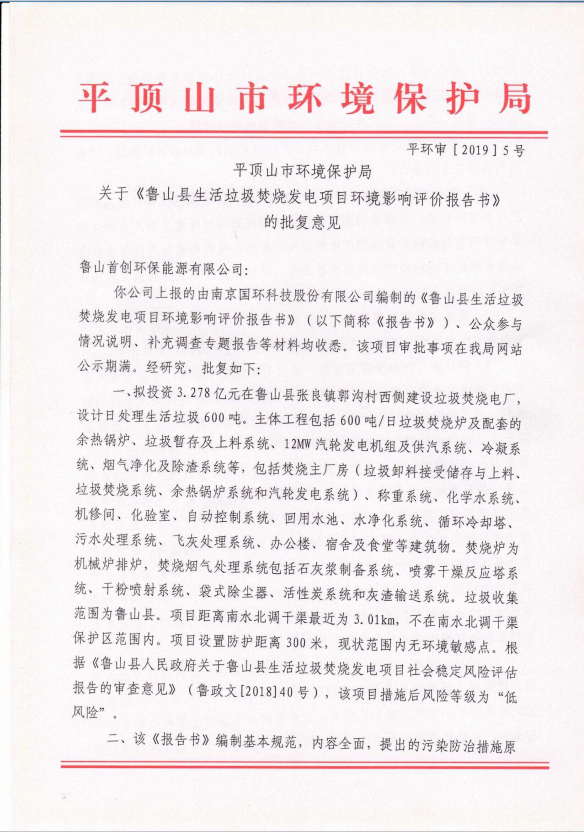 平顶山市环境保护局
平环审［2019］5号
平顶山市环境保护局
关于《鲁山县生活垃圾焚烧发电项目环境影响评价报告书》
的批复意见
鲁山首创环保能源有限公司：
你公司上报的由南京国环科技股份有限公司编制的《鲁山县生活垃圾
焚烧发电项目环境影响评价报告书》（以下简称《报告书》）、公众参与
情况说明、补充调查专题报告等材料均收悉。该项目审批事项在我局网站
公示期满。经研究，批复如下：
一、拟投资3.278亿元在鲁山县张良镇郭沟村西侧建设垃圾焚烧电厂，
设计日处理生活垃圾600吨。主体工程包括600吨/日垃圾焚烧炉及配套的
余热锅炉、垃圾暂存及上料系统、12MW汽轮发电机组及供汽系统、冷凝系
统、烟气净化及除渣系统等，包括焚烧主厂房（垃圾卸料接受储存与上料、
垃圾焚烧系统、余热锅炉系统和汽轮发电系统）、称重系统、化学水系统、
机修间、化验室、自动控制系统、回用水池、水净化系统、循环冷却塔、
污水处理系统、飞灰处理系统、办公楼、宿舍及食堂等建筑物。焚烧炉为
机械炉排炉，焚烧烟气处理系统包括石灰浆制备系统、喷雾干燥反应塔系
统、干粉喷射系统、袋式除尘器、活性炭系统和灰渣输送系统。垃圾收集
范围为鲁山县。项目距离南水北调干渠最近为3.01km，不在南水北调干渠
保护区范围内。项目设置防护距离300米，现状范围内无环境敏感点。根
据《鲁山县人民政府关于鲁山县生活垃圾焚烧发电项目社会稳定风险评估
报告的审查意见》（鲁政文[2018]40号），该项目措施后风险等级为“低
风险”。
二、该《报告书》编制基本规范，内容全面，提出的污染防治措施原